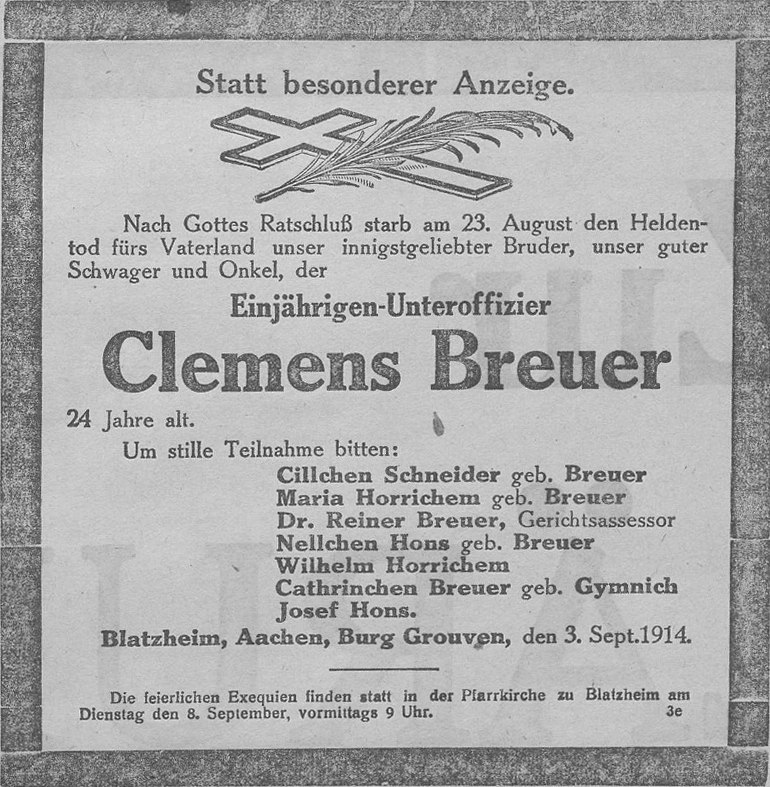 Statt besonderer Anzeige.
Nach Gottes Ratschluß starb am 23. August den Helden-
tod fürs Vaterland unser innigstgeliebter Bruder, unser guter
Schwager und Onkel, der
Einjährigen-Unteroffizier
Clemens Breuer
24 Jahre alt.
Um stille Teilnahme bitten:
Cillchen Schneider geb. Breuer
Maria Horrichem geb. Breuer
Dr. Reiner Breuer, Gerichtsassessor
Nellchen Hons geb. Breuer
Wilhelm Horrichem
Cathrinchen Breuer geb. Gymnich
Josef Hons.
Blatzheim, Aachen, Burg Grouven, den 3. Sept.1914.
Die feierlichen Exequien finden statt in der Pfarrkirche zu Blatzheim am
Dienstag den 8. September, vormittags 9 Uhr. 3e